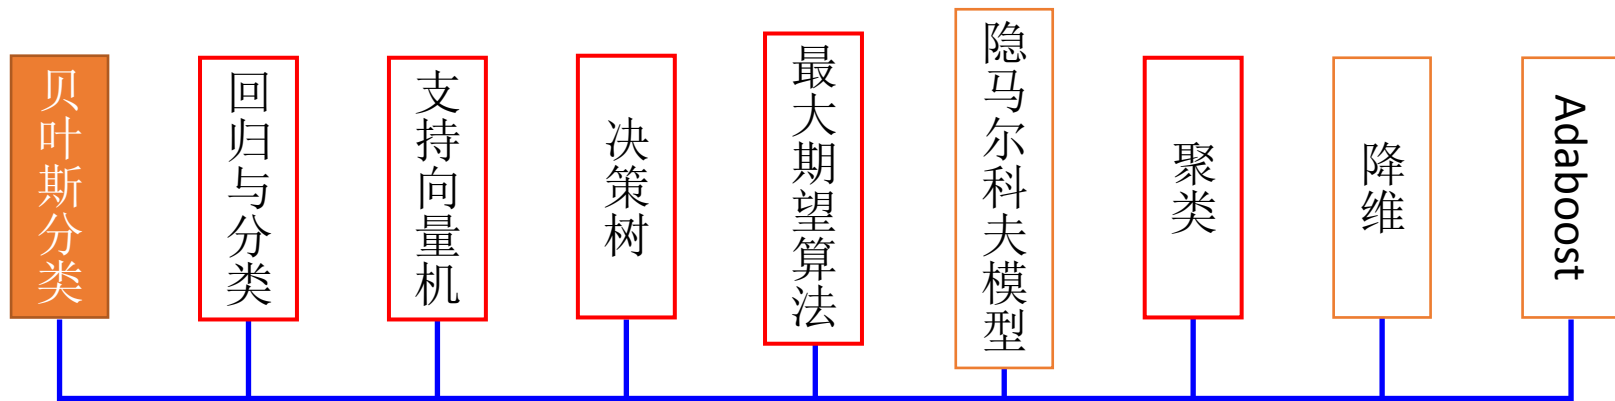 贝叶斯分类
回归与分类
支持向量机
决策树
最大期望算法
隐马尔科夫模型
聚类
降维
Adaboost